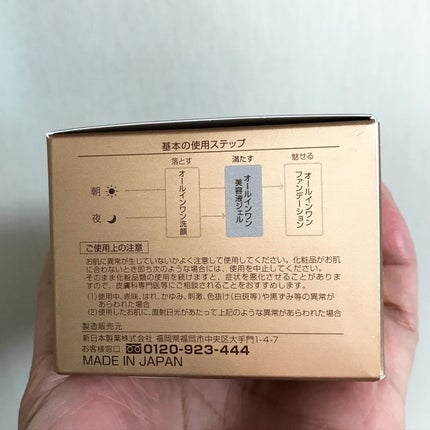 基本の使用ステップ
落とす 満たす 魅せる
朝
夜
オールインワン洗顔
オールインワン
美容液ジェル
オールインワン
ファンデーション
ご使用上の注意
お肌に異常が生じていないかよく注意して使用してください。化粧品がお肌
に合わないとき即ち次のような場合には、使用を中止してください。
そのまま化粧品類の使用を続けますと、症状を悪化させることがありま
すので、皮膚科専門医等にご相談されることをおすすめします。
(1)使用中、赤味、はれ、かゆみ、刺激、色抜け(白斑等)や黒ずみ等の異常が
あらわれた場合
(2)使用したお肌に、直射日光があたって上記のような異常があらわれた場合
製造販売元
新日本製薬株式会社 福岡県福岡市中央区大手門1-4-7
お客様窓口 0120-923-444
MADE IN JAPAN